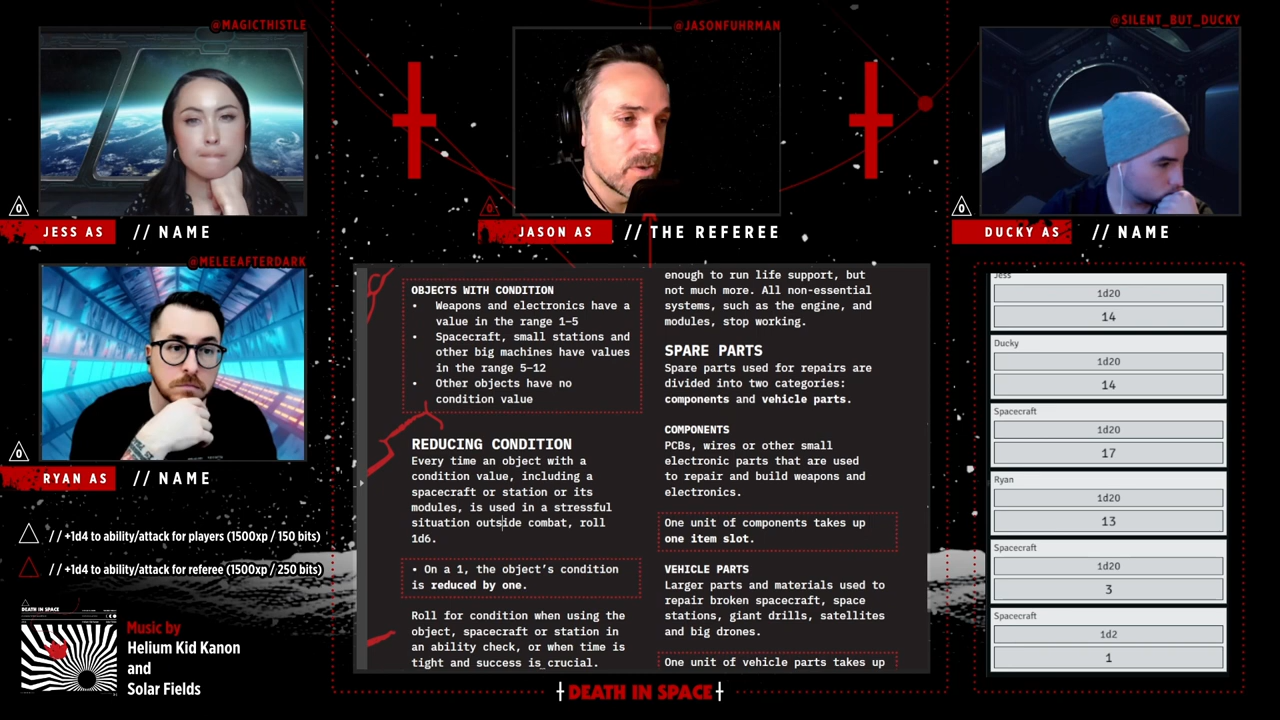 @MAGICTHISTLE
@JASONFUHRMAN
@SILENT_BUT_DUCKY
0
JESS AS // NAME
JASON AS // THE REFEREE
0
DUCKY AS // NAME
@MELEEAFTERDARK
0
RYAN AS // NAME
// +1d4 to ability/attack for players (1500xp / 150 bits)
// +1d4 to ability/attack for referee (1500xp / 250 bits)
DEATH IN SPACE
Music by
Helium Kid Kanon
and
Solar Fields
OBJECTS WITH CONDITION
• Weapons and electronics have a
value in the range 1–5
• Spacecraft, small stations and
other big machines have values
in the range 5-12
• Other objects have no
condition value
REDUCING CONDITION
Every time an object with a
condition value, including a
spacecraft or station or its
modules, is used in a stressful
situation outside combat, roll
1d6.
• On a 1, the object’s condition
is reduced by one.
Roll for condition when using the
object, spacecraft or station in
an ability check, or when time is
tight and success is crucial.
enough to run life support, but
not much more. All non-essential
systems, such as the engine, and
modules, stop working.
SPARE PARTS
Spare parts used for repairs are
divided into two categories:
components and vehicle parts.
COMPONENTS
PCBs, wires or other small
electronic parts that are used
to repair and build weapons and
electronics.
One unit of components takes up
one item slot.
VEHICLE PARTS
Larger parts and materials used to
repair broken spacecraft, space
stations, giant drills, satellites
and big drones.
One unit of vehicle parts takes up
DEATH IN SPACE
Jess
1d20
14
Ducky
1d20
14
Spacecraft
1d20
17
Ryan
1d20
13
Spacecraft
1d20
3
Spacecraft
1d2
1